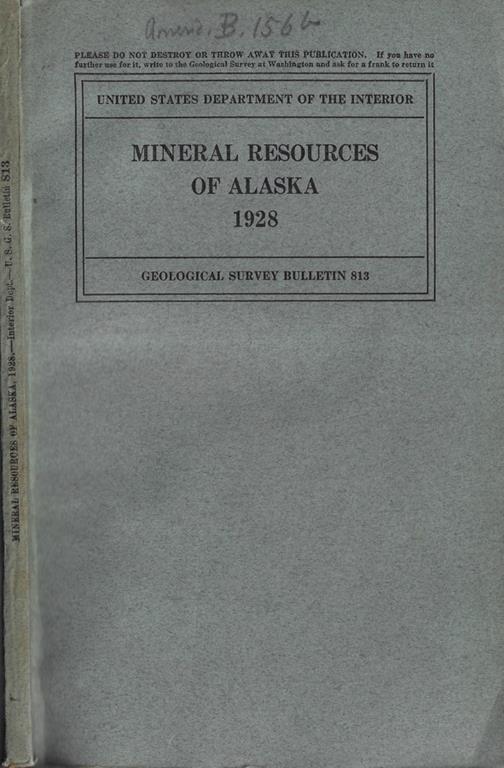 Americ. B. 156b
PLEASE DO NOT DESTROY OR THROW AWAY THIS PUBLICATION. If you have no
further use for it, write to the Geological Survey at Washington and ask for a frank to return it
UNITED STATES DEPARTMENT OF THE INTERIOR
MINERAL RESOURCES
OF ALASKA
1928
GEOLOGICAL SURVEY BULLETIN 813
MINERAL RESOURCES OF ALASKA, 1928.—Interior Dept.—U. S. G. S. Bulletin 813